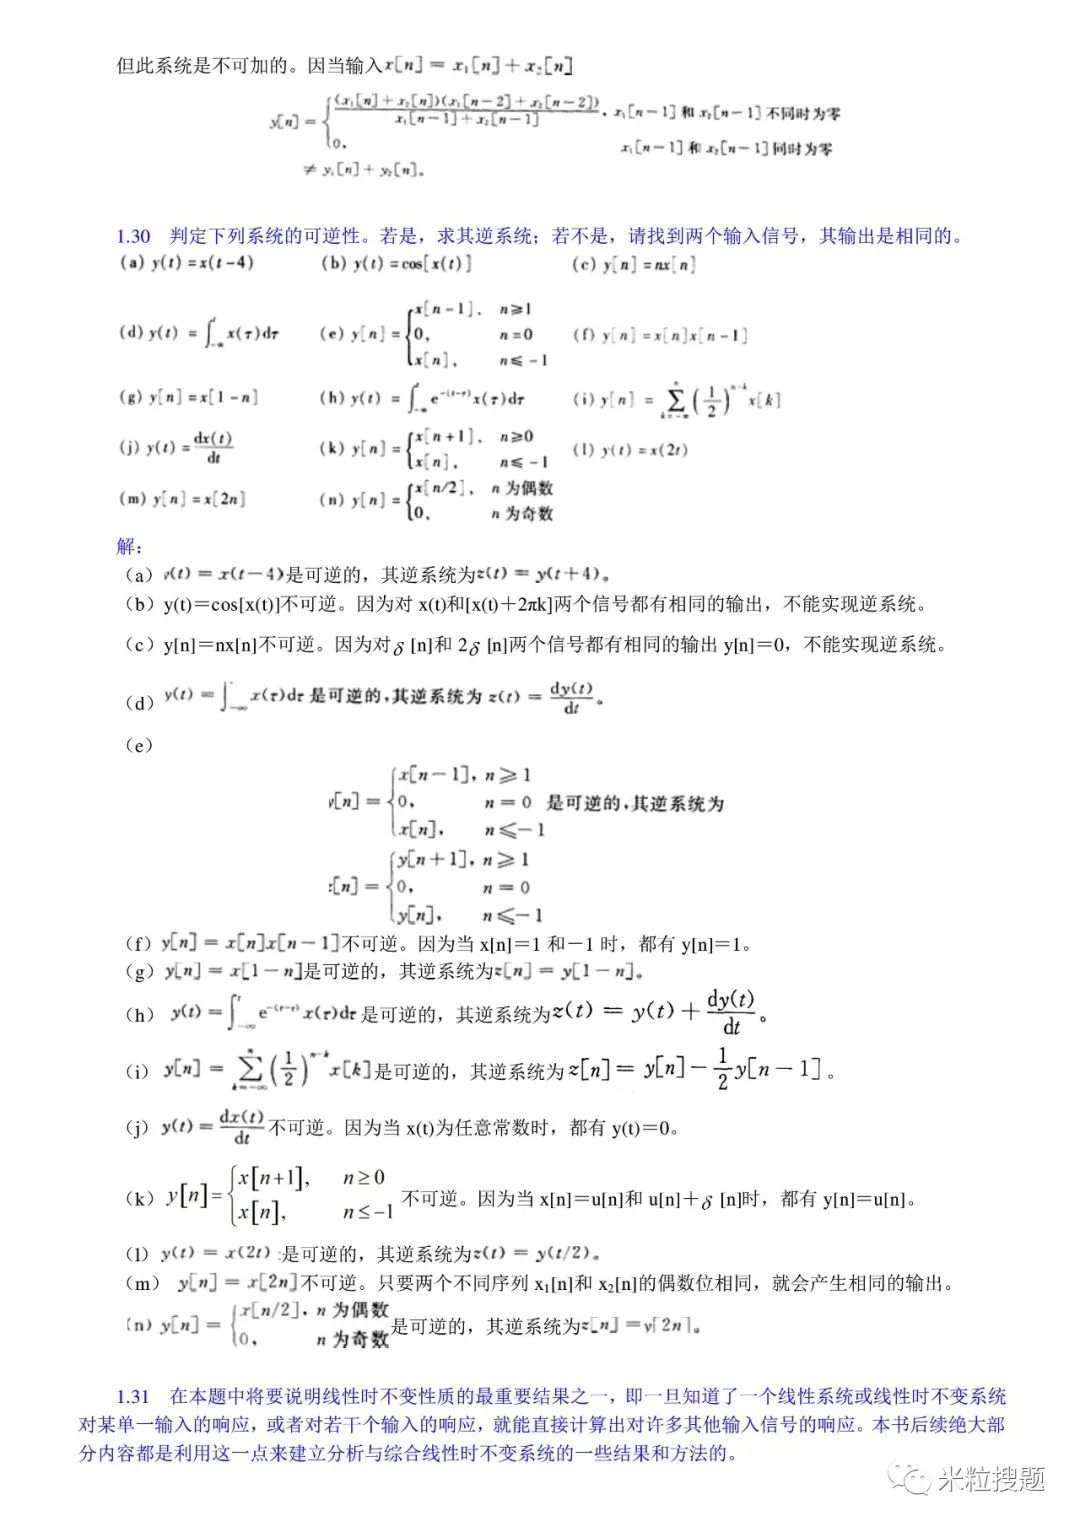 但此系统是不可加的。因当输入x[n] = x₁[n] + x₂[n]
y[n] = { (x₁[n]+x₂[n])(x₁[n−2]+x₂[n−2]) / x₁[n−1]+x₂[n−1], x₁[n−1] 和 x₂[n−1] 不同时为零
0, x₁[n−1] 和 x₂[n−1] 同时为零
≠ y₁[n] + y₂[n]。
1.30 判定下列系统的可逆性。若是，求其逆系统；若不是，请找到两个输入信号，其输出是相同的。
(a) y(t) = x(t−4) (b) y(t) = cos[x(t)] (c) y[n] = nx[n]
(d) y(t) = ∫_{−∞}^{t} x(τ)dτ (e) y[n] = { x[n−1], n≥1
0, n=0
x[n], n≤−1 (f) y[n] = x[n]x[n−1]
(g) y[n] = x[1−n] (h) y(t) = ∫_{−∞}^{t} e^{−(t−τ)} x(τ)dτ (i) y[n] = ∑_{k=−∞}^{n} (1/2)^{n−k} x[k]
(j) y(t) = dx(t)/dt (k) y[n] = { x[n+1], n≥0
x[n], n≤−1 (l) y(t) = x(2t)
(m) y[n] = x[2n] (n) y[n] = { x[n/2], n 为偶数
0, n 为奇数
解：
（a）y(t) = x(t−4)是可逆的，其逆系统为z(t) = y(t+4)。
（b）y(t)＝cos[x(t)]不可逆。因为对 x(t)和[x(t)＋2πk]两个信号都有相同的输出，不能实现逆系统。
（c）y[n]＝nx[n]不可逆。因为对δ [n]和 2δ [n]两个信号都有相同的输出 y[n]＝0，不能实现逆系统。
（d）y(t) = ∫_{−∞} x(τ)dτ 是可逆的,其逆系统为 z(t) = dy(t)/dt 。
（e）
y[n] = { x[n−1], n⩾1
0, n = 0 是可逆的,其逆系统为
x[n], n⩽−1
z[n] = { y[n+1], n⩾1
0, n = 0
y[n], n⩽−1
（f）y[n] = x[n]x[n−1]不可逆。因为当 x[n]＝1 和－1 时，都有 y[n]＝1。
（g）y[n] = x[1−n]是可逆的，其逆系统为z[n] = y[1−n]。
（h） y(t) = ∫_{−∞}^{t} e^{−(t−τ)} x(τ)dτ 是可逆的，其逆系统为z(t) = y(t) + dy(t)/dt 。
（i） y[n] = ∑_{k=−∞}^{n} (1/2)^{n−k} x[k]是可逆的，其逆系统为 z[n] = y[n] − 1/2 y[n−1] 。
（j） y(t) = dx(t)/dt 不可逆。因为当 x(t)为任意常数时，都有 y(t)＝0。
（k）y[n] = { x[n+1], n≥0
x[n], n≤−1 不可逆。因为当 x[n]＝u[n]和 u[n]＋δ [n]时，都有 y[n]＝u[n]。
（l） y(t) = x(2t) 是可逆的，其逆系统为z(t) = y(t/2)。
（m） y[n] = x[2n]不可逆。只要两个不同序列 x₁[n]和 x₂[n]的偶数位相同，就会产生相同的输出。
（n）y[n] = { x[n/2], n 为偶数
0, n 为奇数 是可逆的，其逆系统为z[n] = y[2n]。
1.31 在本题中将要说明线性时不变性质的最重要结果之一，即一旦知道了一个线性系统或线性时不变系统
对某单一输入的响应，或者对若干个输入的响应，就能直接计算出对许多其他输入信号的响应。本书后续绝大部
分内容都是利用这一点来建立分析与综合线性时不变系统的一些结果和方法的。
米粒搜题